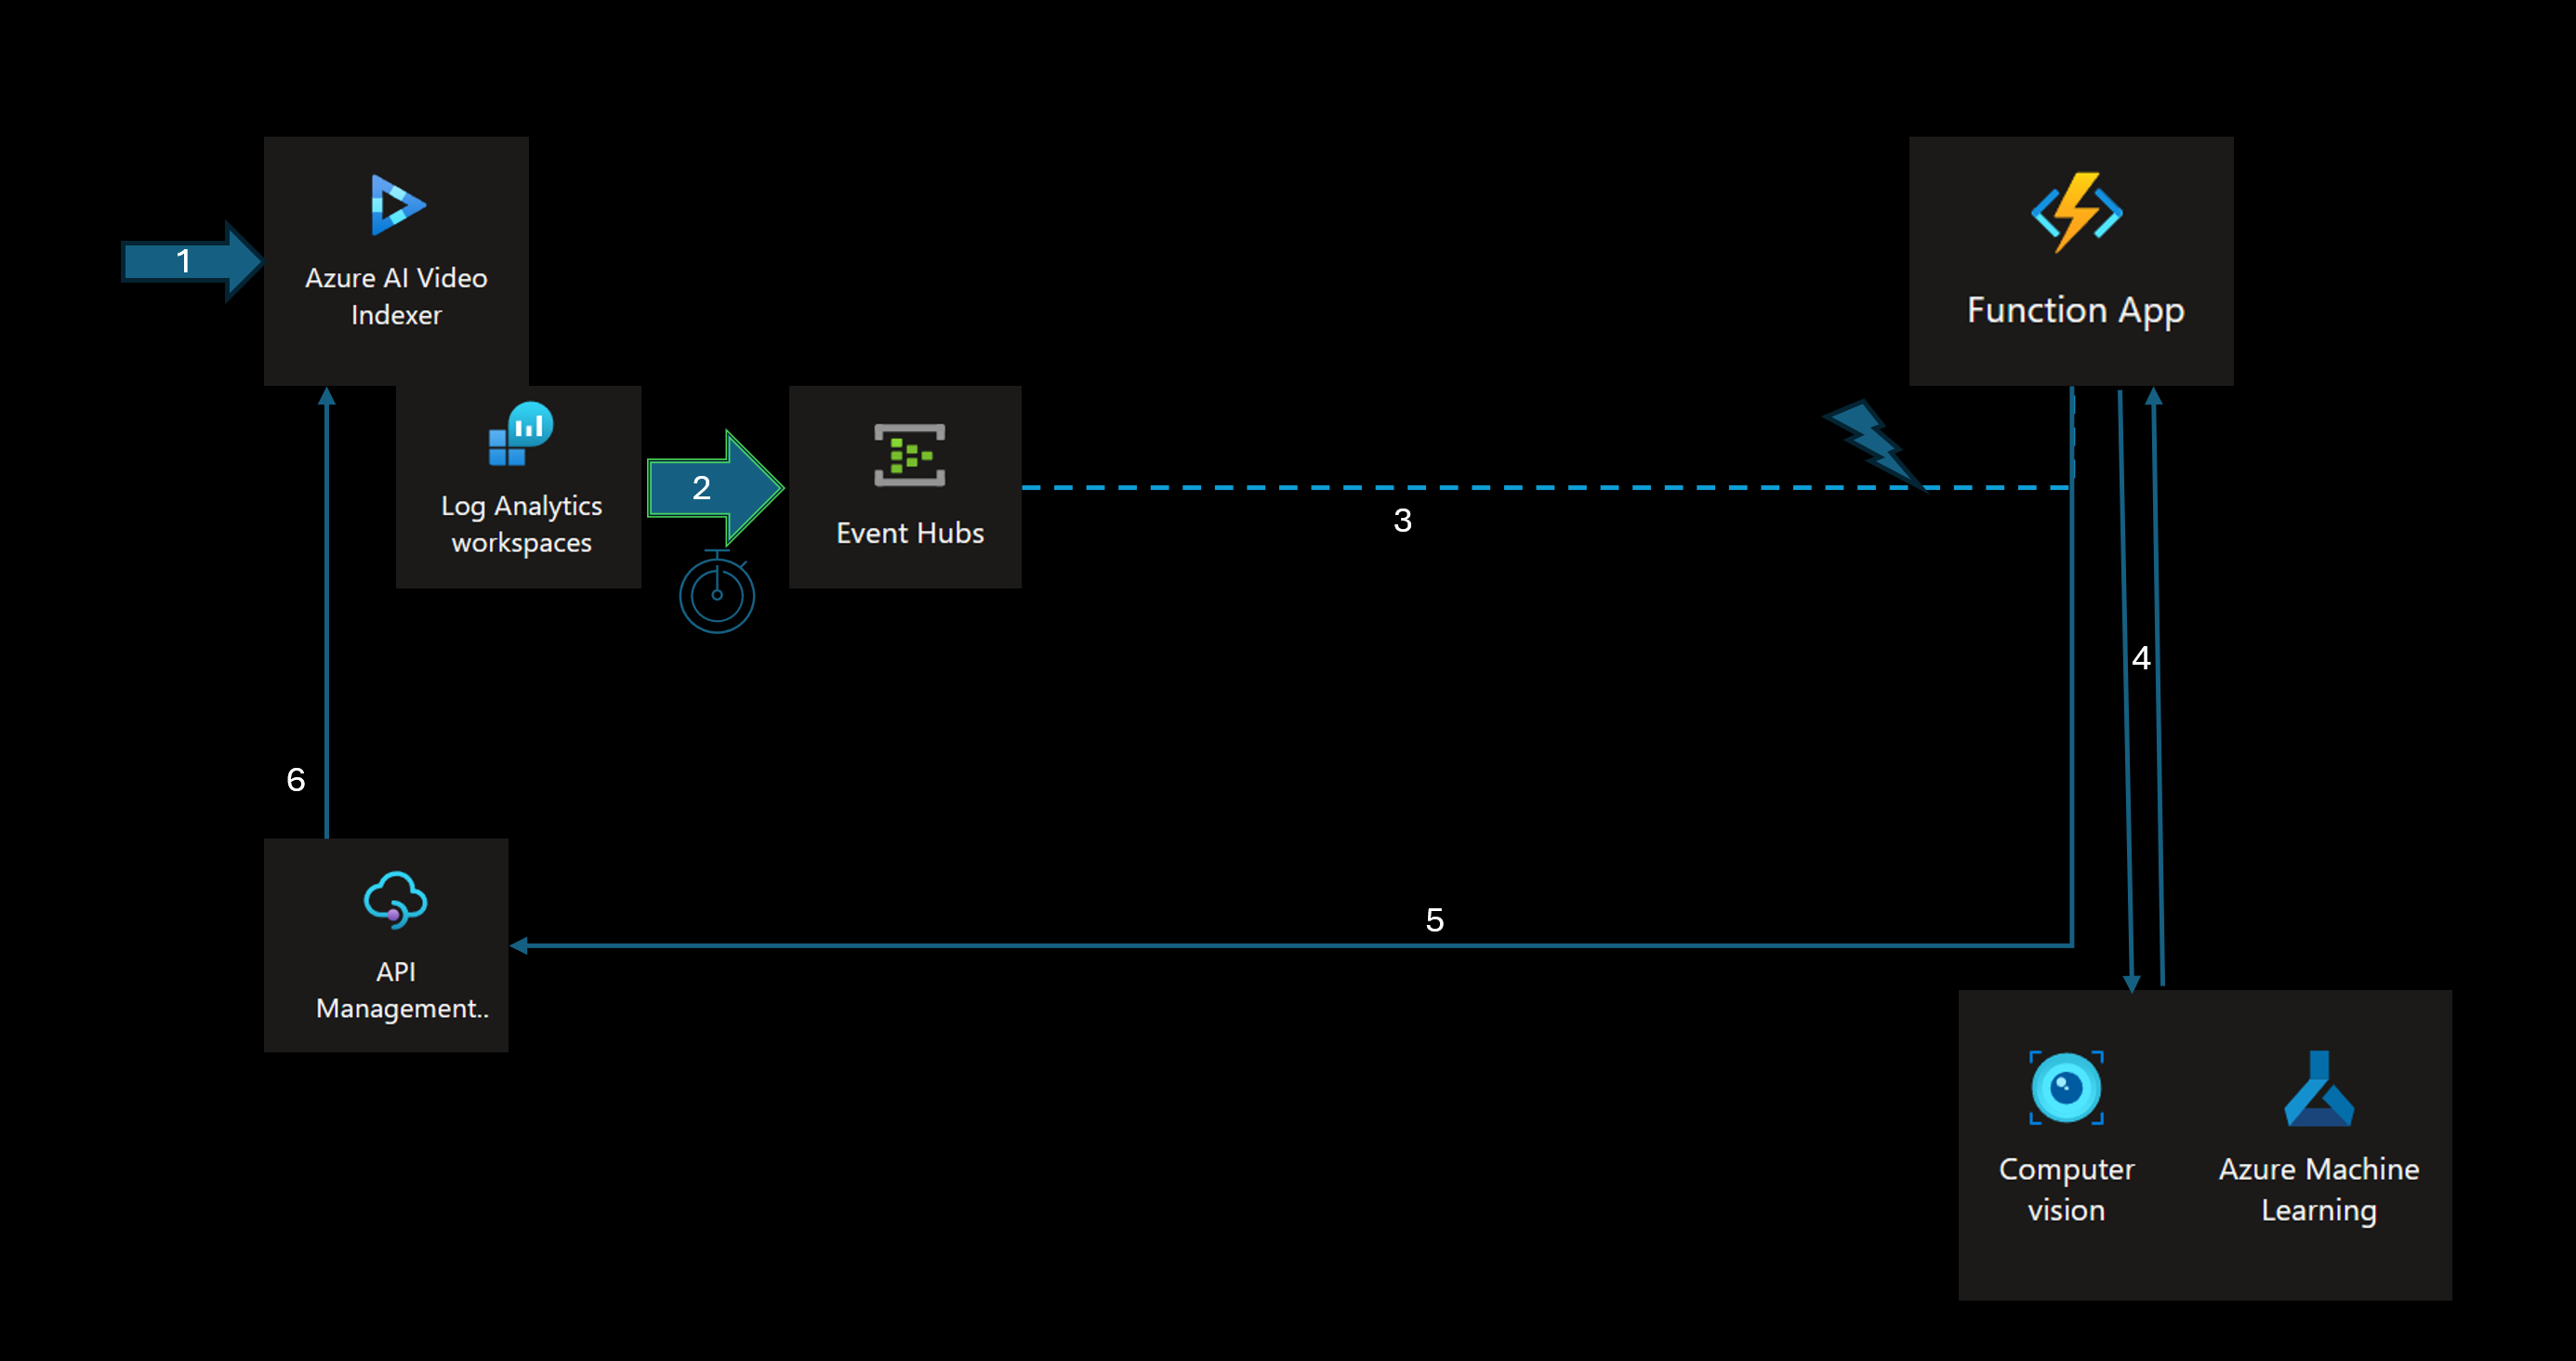 1
Azure AI Video
Indexer
Function App
Log Analytics
workspaces
2
Event Hubs
3
4
6
5
API
Management..
Computer
vision
Azure Machine
Learning